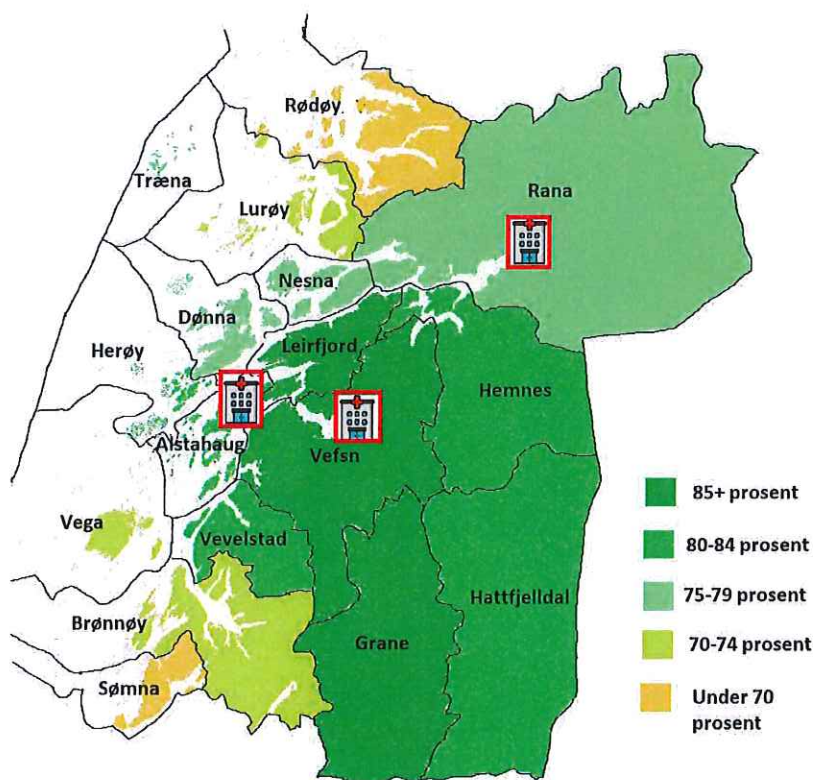 Rødøy
Træna
Rana
Lurøy
Nesna
Dønna
Herøy
Leirfjord
Hemnes
Alstahaug
Vefsn
85+ prosent
Vega
Vevelstad
80-84 prosent
Hattfjelldal
75-79 prosent
Brønnøy
Grane
70-74 prosent
Sømna
Under 70
prosent